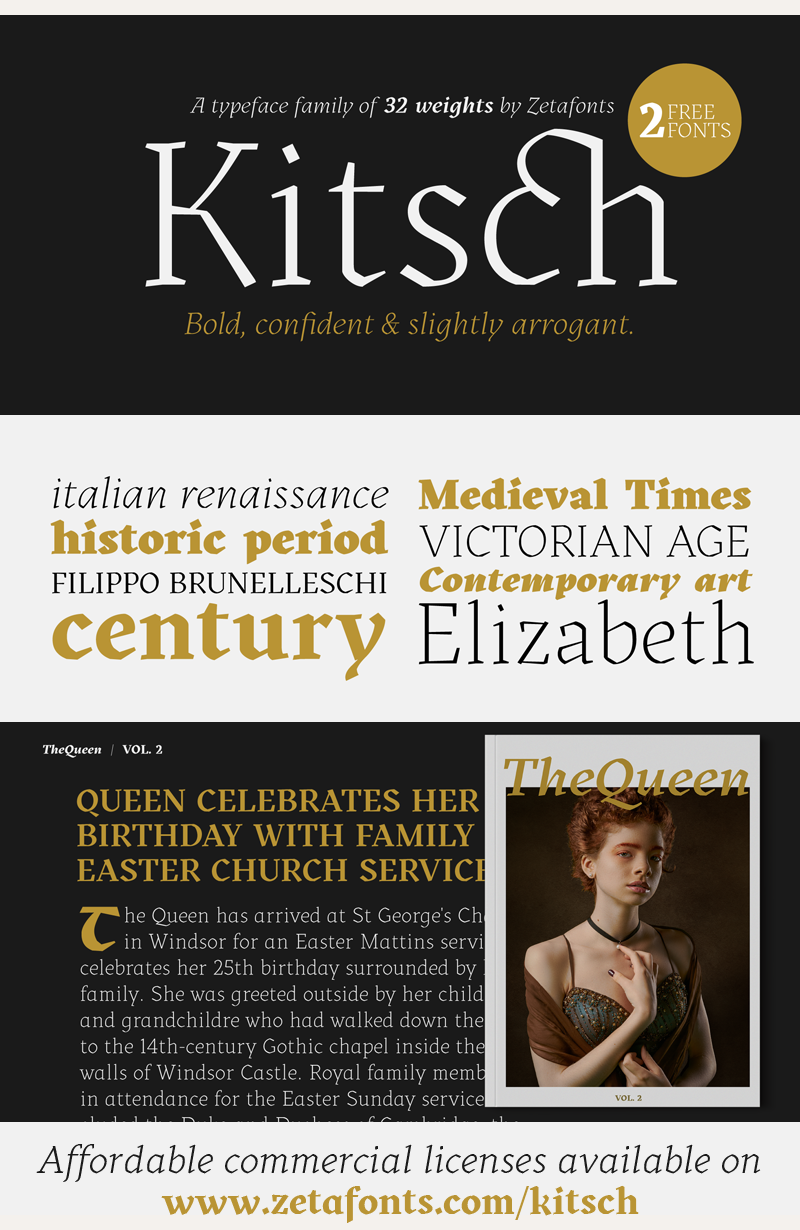 A typeface family of 32 weights by Zetafonts
2 FREE
FONTS
Kitsch
Bold, confident & slightly arrogant.
italian renaissance
historic period
FILIPPO BRUNELLESCHI
century
Medieval Times
VICTORIAN AGE
Contemporary art
Elizabeth
TheQueen / VOL. 2
QUEEN CELEBRATES HER
BIRTHDAY WITH FAMILY
EASTER CHURCH SERVICE
The Queen has arrived at St George's
in Windsor for an Easter Mattins
celebrates her 25th birthday surrounded by
family. She was greeted outside by her
and grandchildre who had walked down the
to the 14th-century Gothic chapel inside the
walls of Windsor Castle. Royal family
in attendance for the Easter Sunday service
TheQueen
VOL. 2
Affordable commercial licenses available on
www.zetafonts.com/kitsch